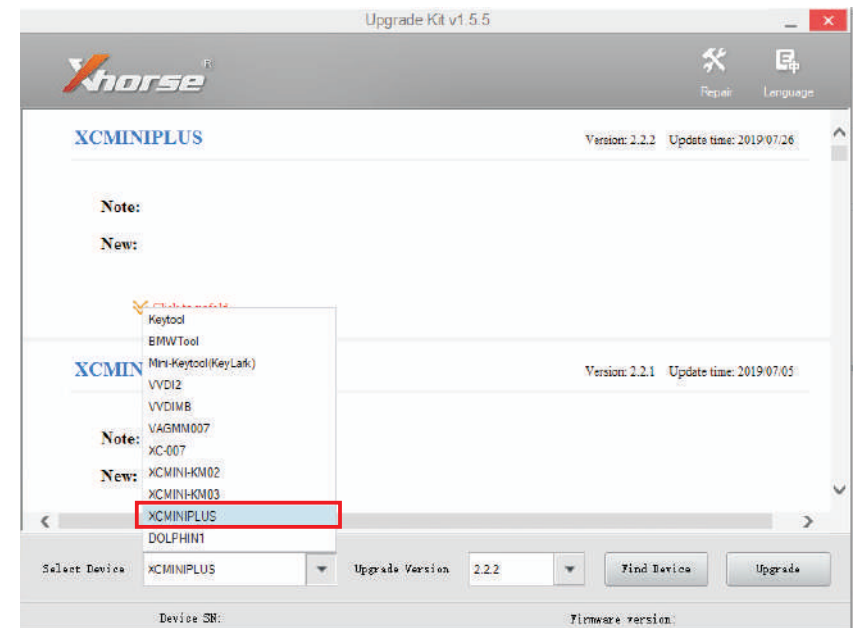 Upgrade Kit v1.5.5
Xhorse®
Repair
Language
XCMINIPLUS
Version: 2.2.2 Update time: 2019/07/26
Note:
New:
Keytool
BMWTool
Mini-Keytool(KeyLark)
VVDI2
VVDIMB
VAGMM007
XC-007
XCMINI-KM02
XCMINI-KM03
XCMINIPLUS
DOLPHIN1
XCMIN
Version: 2.2.1 Update time: 2019/07/05
Note:
New:
Select Device
XCMINIPLUS
Upgrade Version
2.2.2
Find Device
Upgrade
Device SN:
Firmware version: